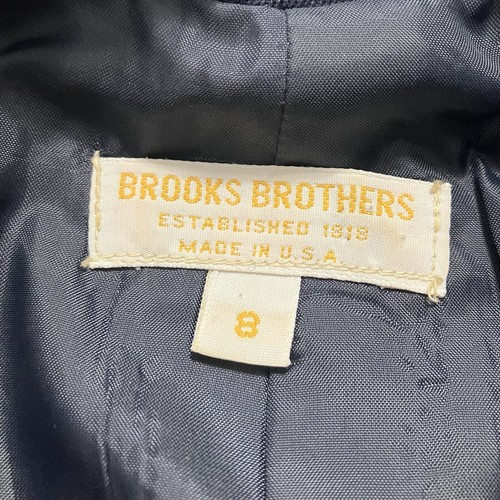 BROOKS BROTHERS
ESTABLISHED 1818
MADE IN U.S.A.
8